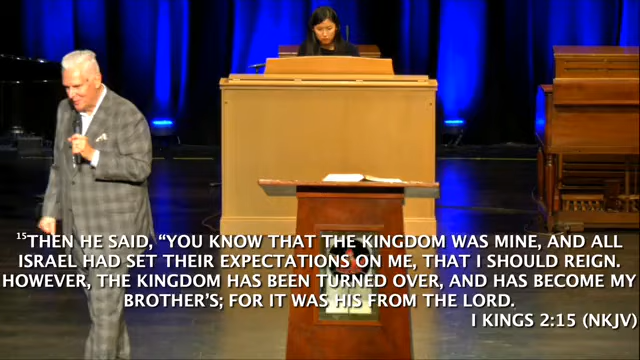 15THEN HE SAID, “YOU KNOW THAT THE KINGDOM WAS MINE, AND ALL
ISRAEL HAD SET THEIR EXPECTATIONS ON ME, THAT I SHOULD REIGN.
HOWEVER, THE KINGDOM HAS BEEN TURNED OVER, AND HAS BECOME MY
BROTHER’S; FOR IT WAS HIS FROM THE LORD.
I KINGS 2:15 (NKJV)